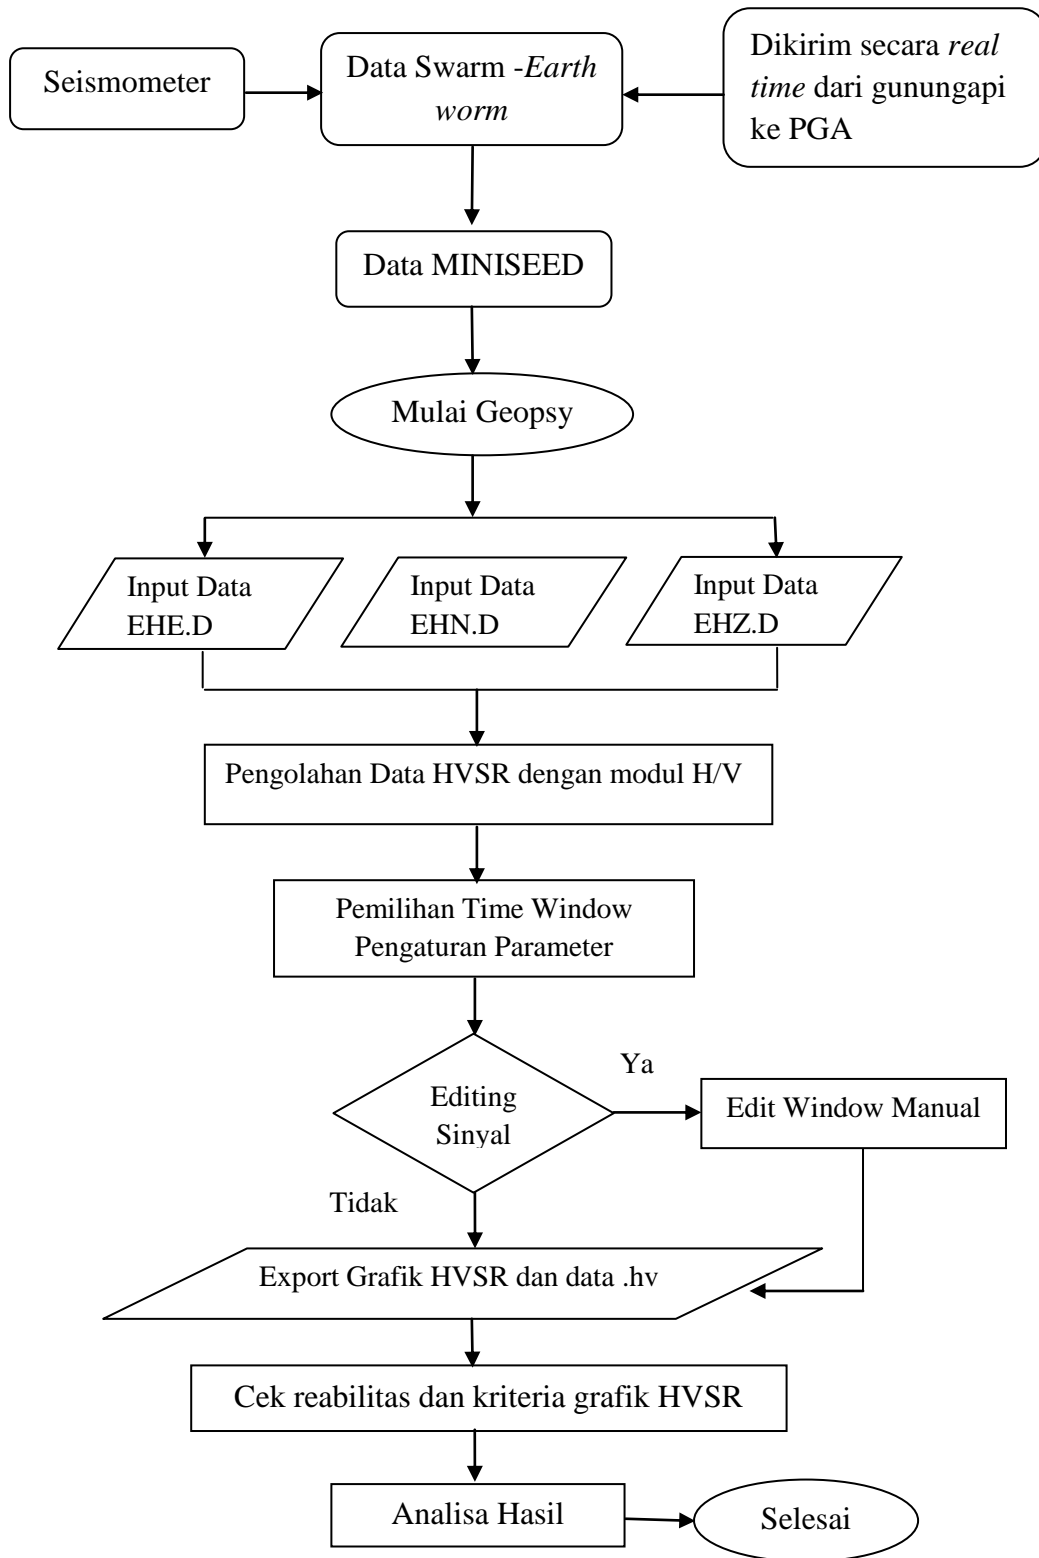 Seismometer
Data Swarm -Earth
worm
Dikirim secara real
time dari gunungapi
ke PGA
Data MINISEED
Mulai Geopsy
Input Data
EHE.D
Input Data
EHN.D
Input Data
EHZ.D
Pengolahan Data HVSR dengan modul H/V
Pemilihan Time Window
Pengaturan Parameter
Editing
Sinyal
Ya
Edit Window Manual
Tidak
Export Grafik HVSR dan data .hv
Cek reabilitas dan kriteria grafik HVSR
Analisa Hasil
Selesai